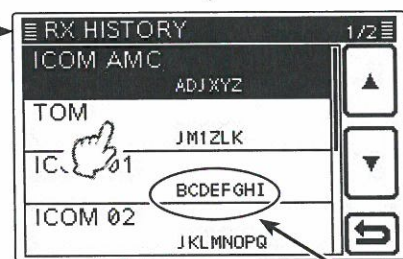 RX HISTORY 1/2
ICOM AMC
ADJXYZ
TOM
JM1ZLK
BCDEFGHI
ICOM 02
JKLMNOPQ